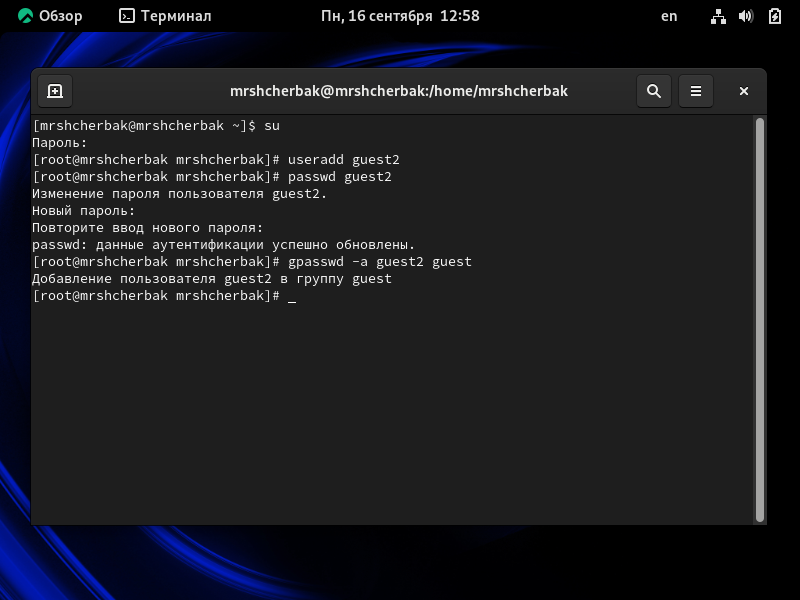 Обзор Терминал Пн, 16 сентября 12:58 en
mrshcherbak@mrshcherbak:/home/mrshcherbak
[mrshcherbak@mrshcherbak ~]$ su
Пароль:
[root@mrshcherbak mrshcherbak]# useradd guest2
[root@mrshcherbak mrshcherbak]# passwd guest2
Изменение пароля пользователя guest2.
Новый пароль:
Повторите ввод нового пароля:
passwd: данные аутентификации успешно обновлены.
[root@mrshcherbak mrshcherbak]# gpasswd -a guest2 guest
Добавление пользователя guest2 в группу guest
[root@mrshcherbak mrshcherbak]# _